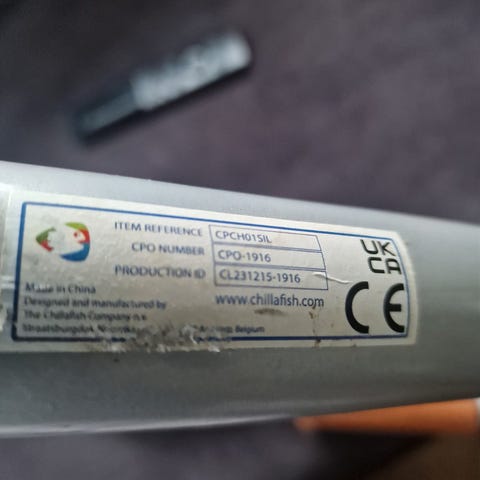 ITEM REFERENCE CPCH01SIL
CPO NUMBER CPO-1916
PRODUCTION ID CL231215-1916
www.chillafish.com
Made in China
Designed and manufactured by
The Chillafish Company n.v.
Belgium
UK
CA
CE